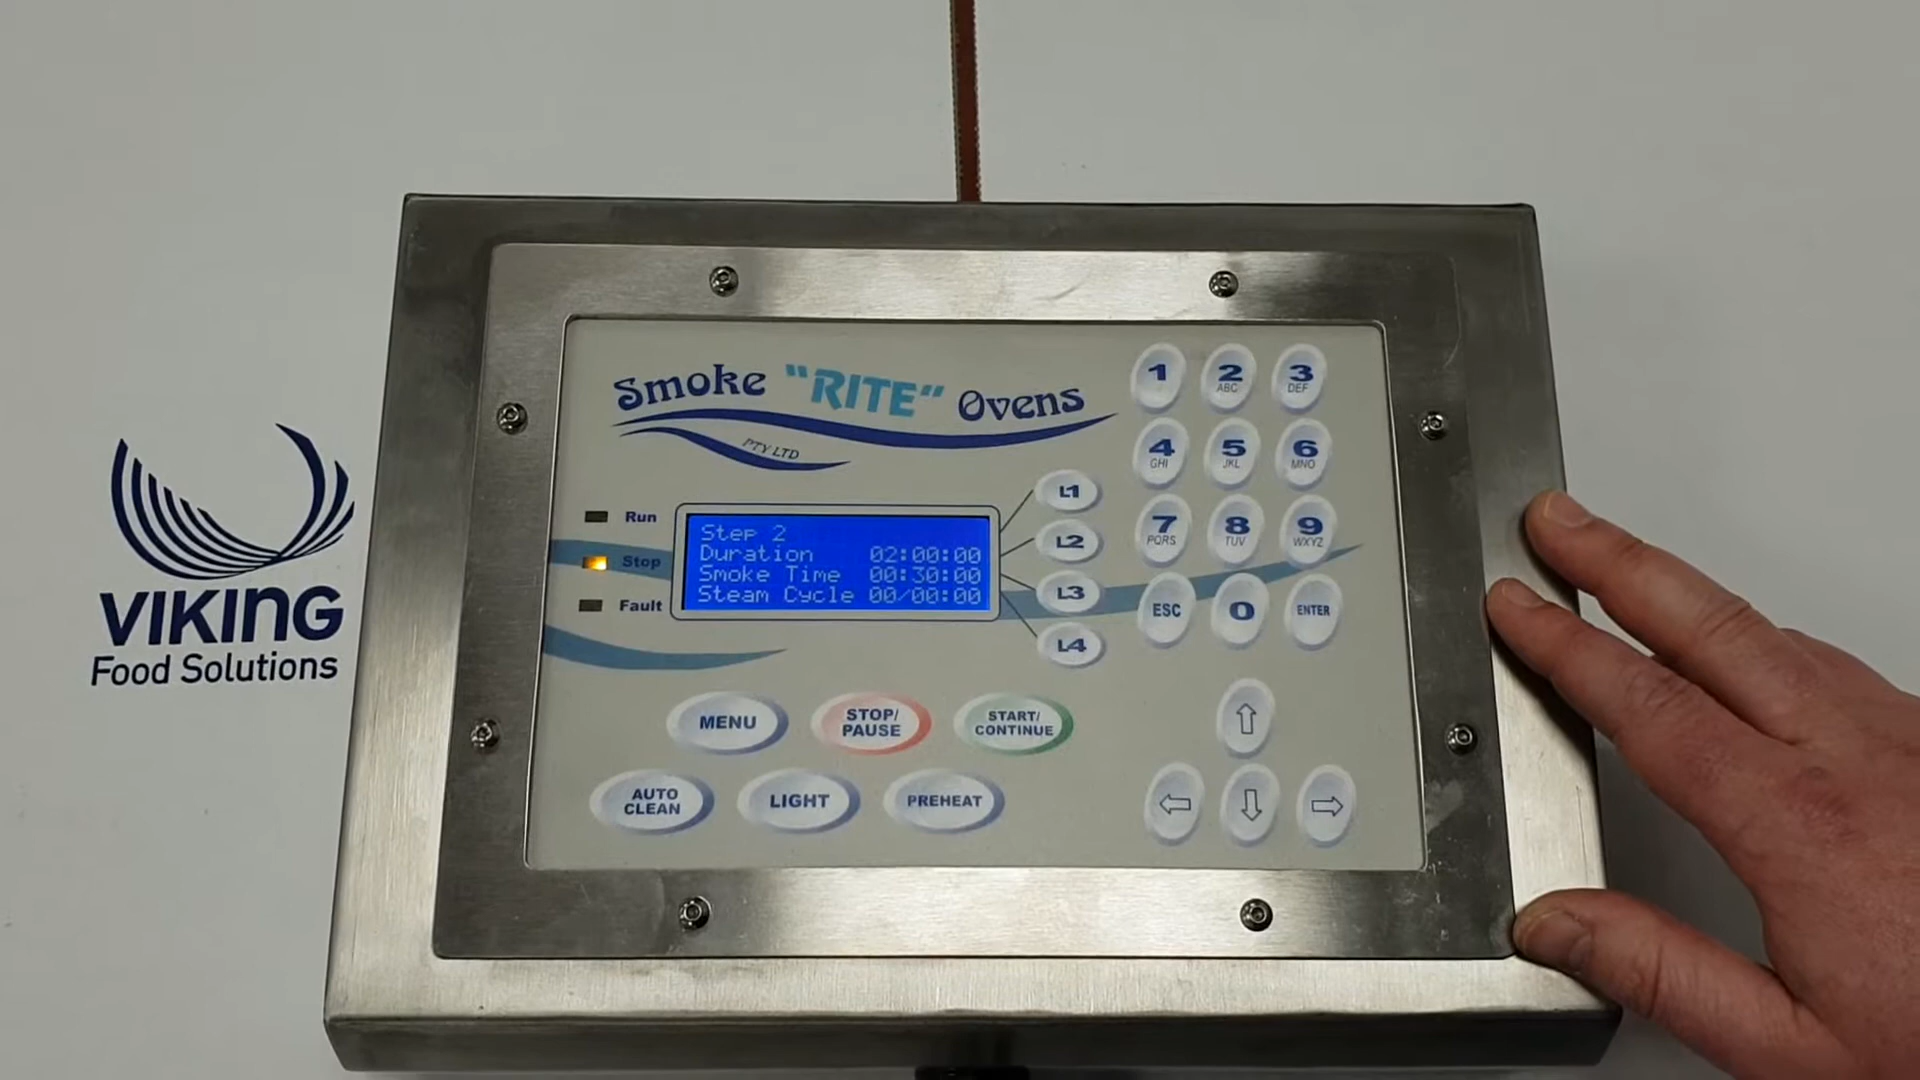 Smoke "RITE" Ovens
PTY LTD
Run
Stop
Fault
Step 2
Duration 02:00:00
Smoke Time 00:30:00
Steam Cycle 00/00:00
L1
L2
L3
L4
1
2 ABC
3 DEF
4 GHI
5 JKL
6 MNO
7 PQRS
8 TUV
9 WXYZ
ESC
0
ENTER
MENU
STOP/
PAUSE
START/
CONTINUE
AUTO
CLEAN
LIGHT
PREHEAT
VIKING
Food Solutions